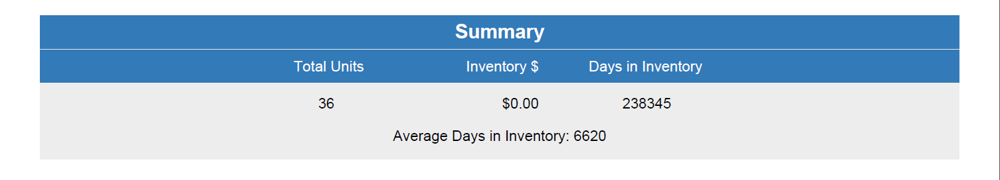 Summary
Total Units Inventory $ Days in Inventory
36 $0.00 238345
Average Days in Inventory: 6620